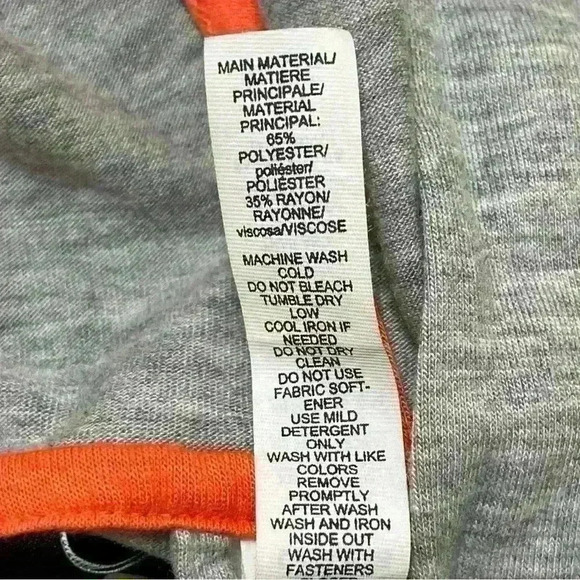 MAIN MATERIAL/
MATIERE
PRINCIPALE/
MATERIAL
PRINCIPAL:
65%
POLYESTER/
poliéster/
POLIESTER
35% RAYON/
RAYONNE/
viscosa/VISCOSE
MACHINE WASH
COLD
DO NOT BLEACH
TUMBLE DRY
LOW
COOL IRON IF
NEEDED
DO NOT DRY
CLEAN
DO NOT USE
FABRIC SOFT-
ENER
USE MILD
DETERGENT
ONLY
WASH WITH LIKE
COLORS
REMOVE
PROMPTLY
AFTER WASH
WASH AND IRON
INSIDE OUT
WASH WITH
FASTENERS